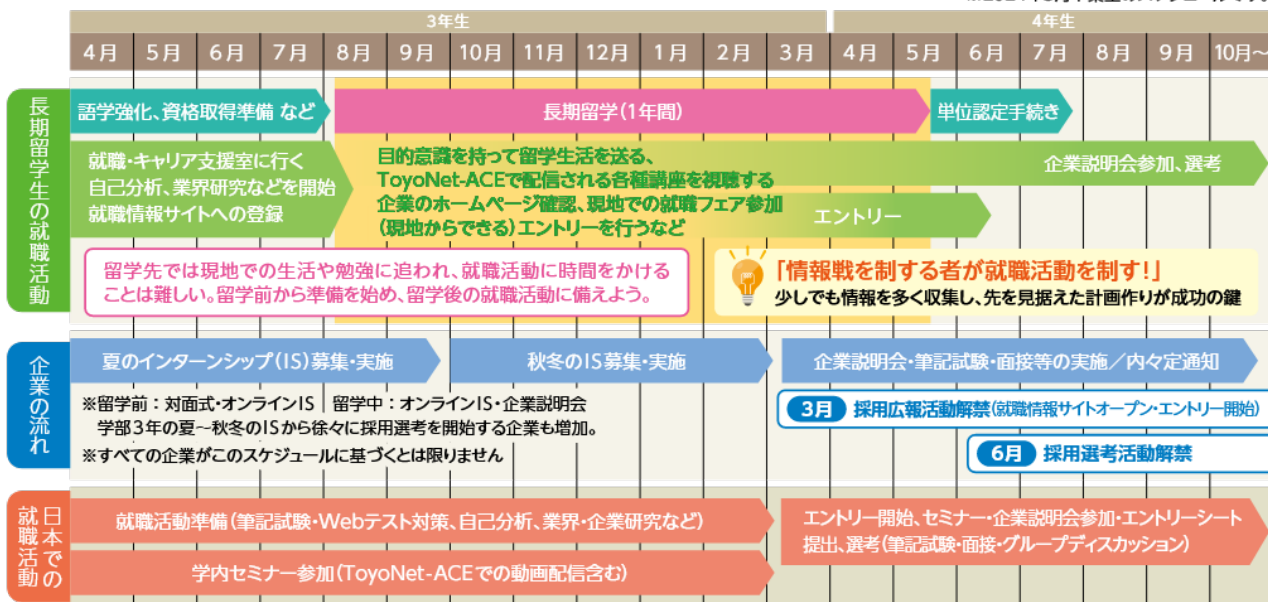 3年生
4年生
4月 5月 6月 7月 8月 9月 10月 11月 12月 1月 2月 3月 4月 5月 6月 7月 8月 9月 10月～
長期留学生の就職活動
語学強化、資格取得準備 など
長期留学(1年間)
単位認定手続き
就職・キャリア支援室に行く
自己分析、業界研究などを開始
就職情報サイトへの登録
目的意識を持って留学生活を送る、
ToyoNet-ACEで配信される各種講座を視聴する
企業のホームページ確認、現地での就職フェア参加
(現地からできる)エントリーを行うなど
企業説明会参加、選考
エントリー
留学先では現地での生活や勉強に追われ、就職活動に時間をかける
ことは難しい。留学前から準備を始め、留学後の就職活動に備えよう。
「情報戦を制する者が就職活動を制す!」
少しでも情報を多く収集し、先を見据えた計画作りが成功の鍵
企業の流れ
夏のインターンシップ(IS)募集・実施
秋冬のIS募集・実施
企業説明会・筆記試験・面接等の実施／内々定通知
※留学前：対面式・オンラインIS│留学中：オンラインIS・企業説明会
学部3年の夏～秋冬のISから徐々に採用選考を開始する企業も増加。
※すべての企業がこのスケジュールに基づくとは限りません
3月 採用広報活動解禁(就職情報サイトオープン・エントリー開始)
6月 採用選考活動解禁
日本での
就職活動
就職活動準備(筆記試験・Webテスト対策、自己分析、業界・企業研究など)
学内セミナー参加(ToyoNet-ACEでの動画配信含む)
エントリー開始、セミナー・企業説明会参加・エントリーシート
提出、選考(筆記試験・面接・グループディスカッション)